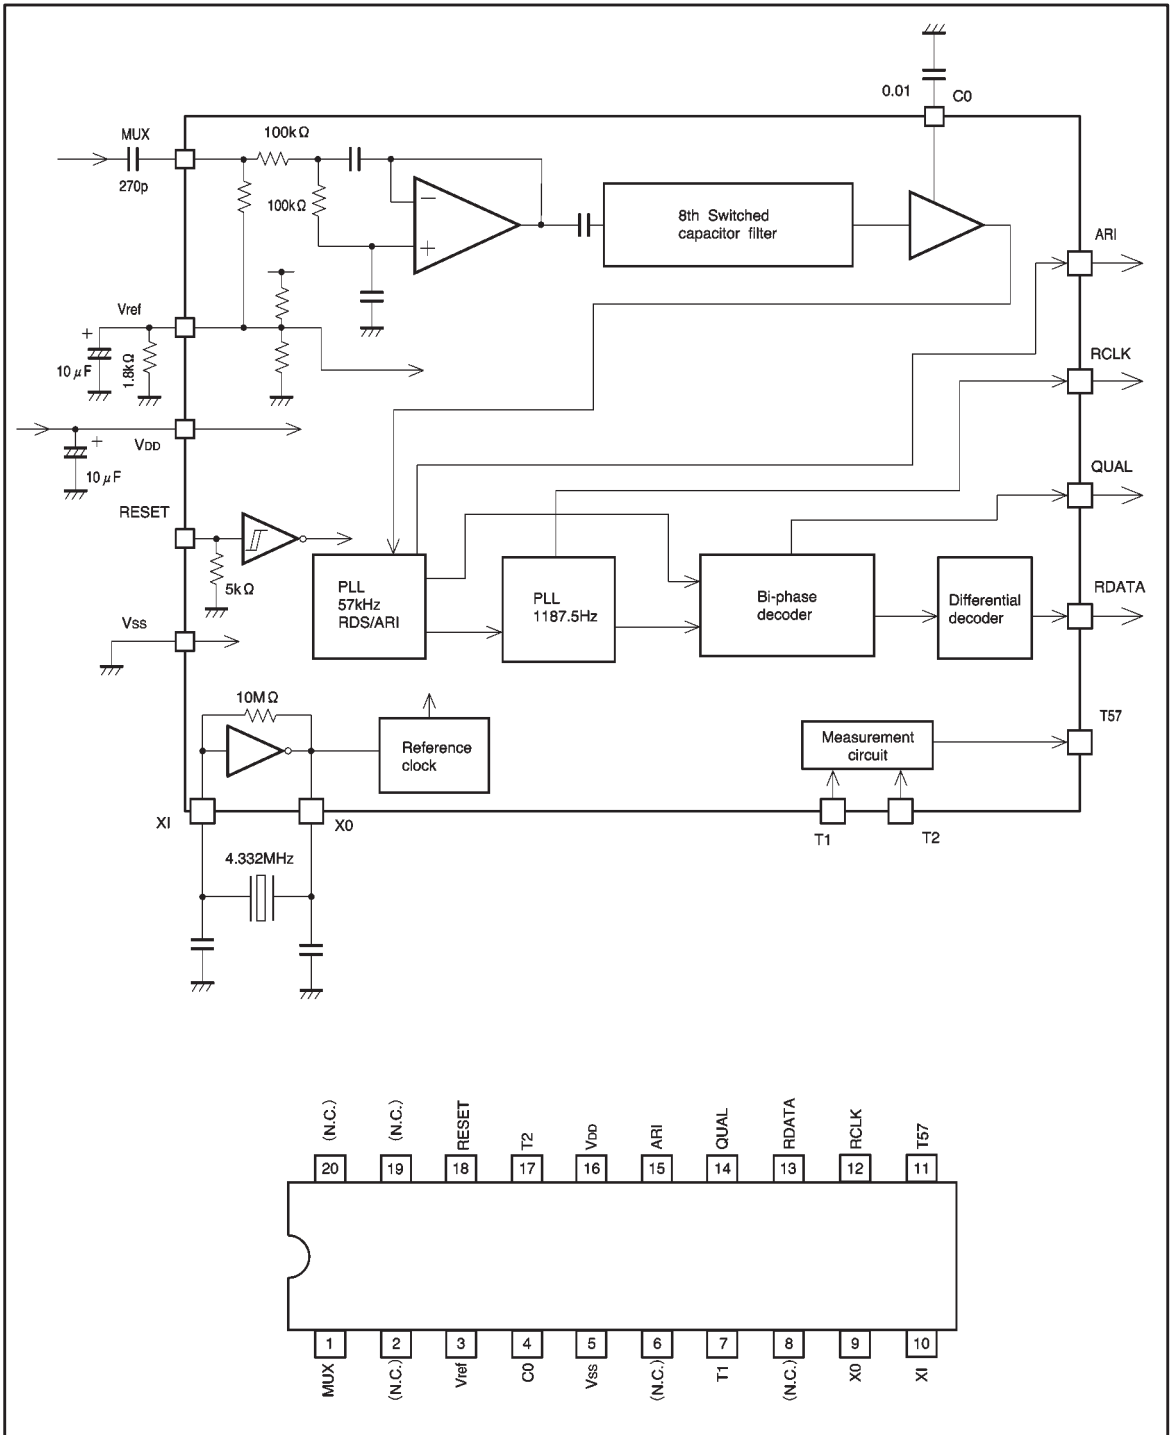 0.01
C0
MUX
100kΩ
270p
100kΩ
8th Switched
capacitor filter
ARI
Vref
+
10μF
1.8kΩ
RCLK
VDD
+
10μF
QUAL
RESET
5kΩ
PLL
57kHz
RDS/ARI
PLL
1187.5Hz
Bi-phase
decoder
Differential
decoder
RDATA
Vss
10MΩ
Reference
clock
Measurement
circuit
T57
XI
X0
T1
T2
4.332MHz
(N.C.) (N.C.) RESET T2 VDD ARI QUAL RDATA RCLK T57
20 19 18 17 16 15 14 13 12 11
1 2 3 4 5 6 7 8 9 10
MUX (N.C.) Vref C0 Vss (N.C.) T1 (N.C.) X0 XI